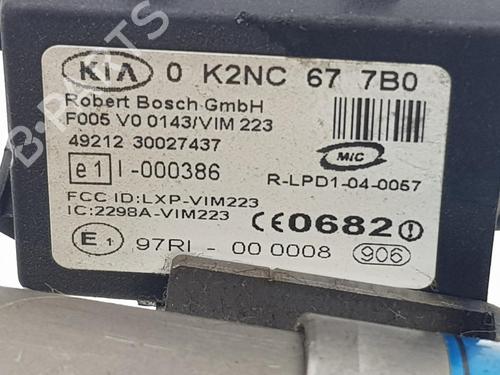 KIA 0 K2NC 67 7B0
Robert Bosch GmbH
F005 V0 0143/VIM 223
49212 30027437
MIC
e1 I-000386
R-LPD1-04-0057
FCC ID:LXP-VIM223
IC:2298A-VIM223
CE0682!
E1 97RI - 00 0008 906